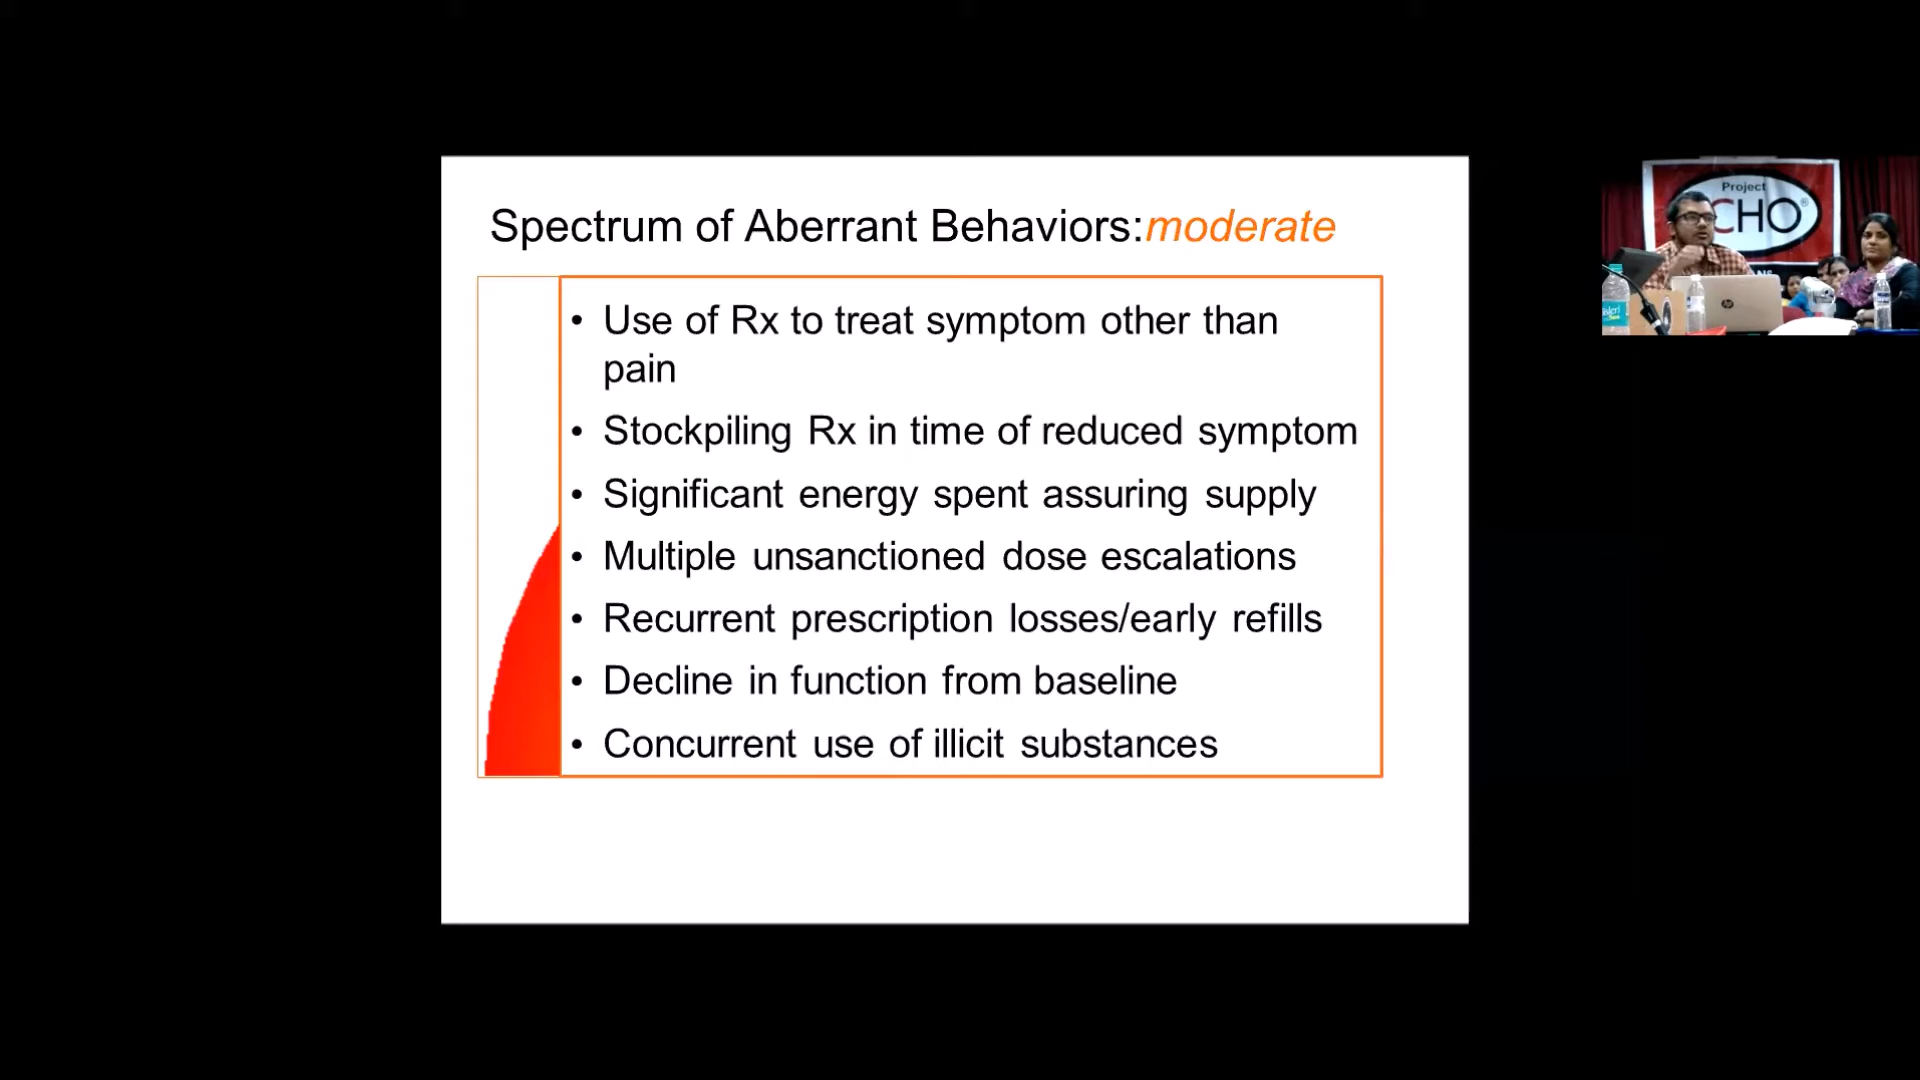 Spectrum of Aberrant Behaviors:moderate
• Use of Rx to treat symptom other than
pain
• Stockpiling Rx in time of reduced symptom
• Significant energy spent assuring supply
• Multiple unsanctioned dose escalations
• Recurrent prescription losses/early refills
• Decline in function from baseline
• Concurrent use of illicit substances
Project
CHO®
hp